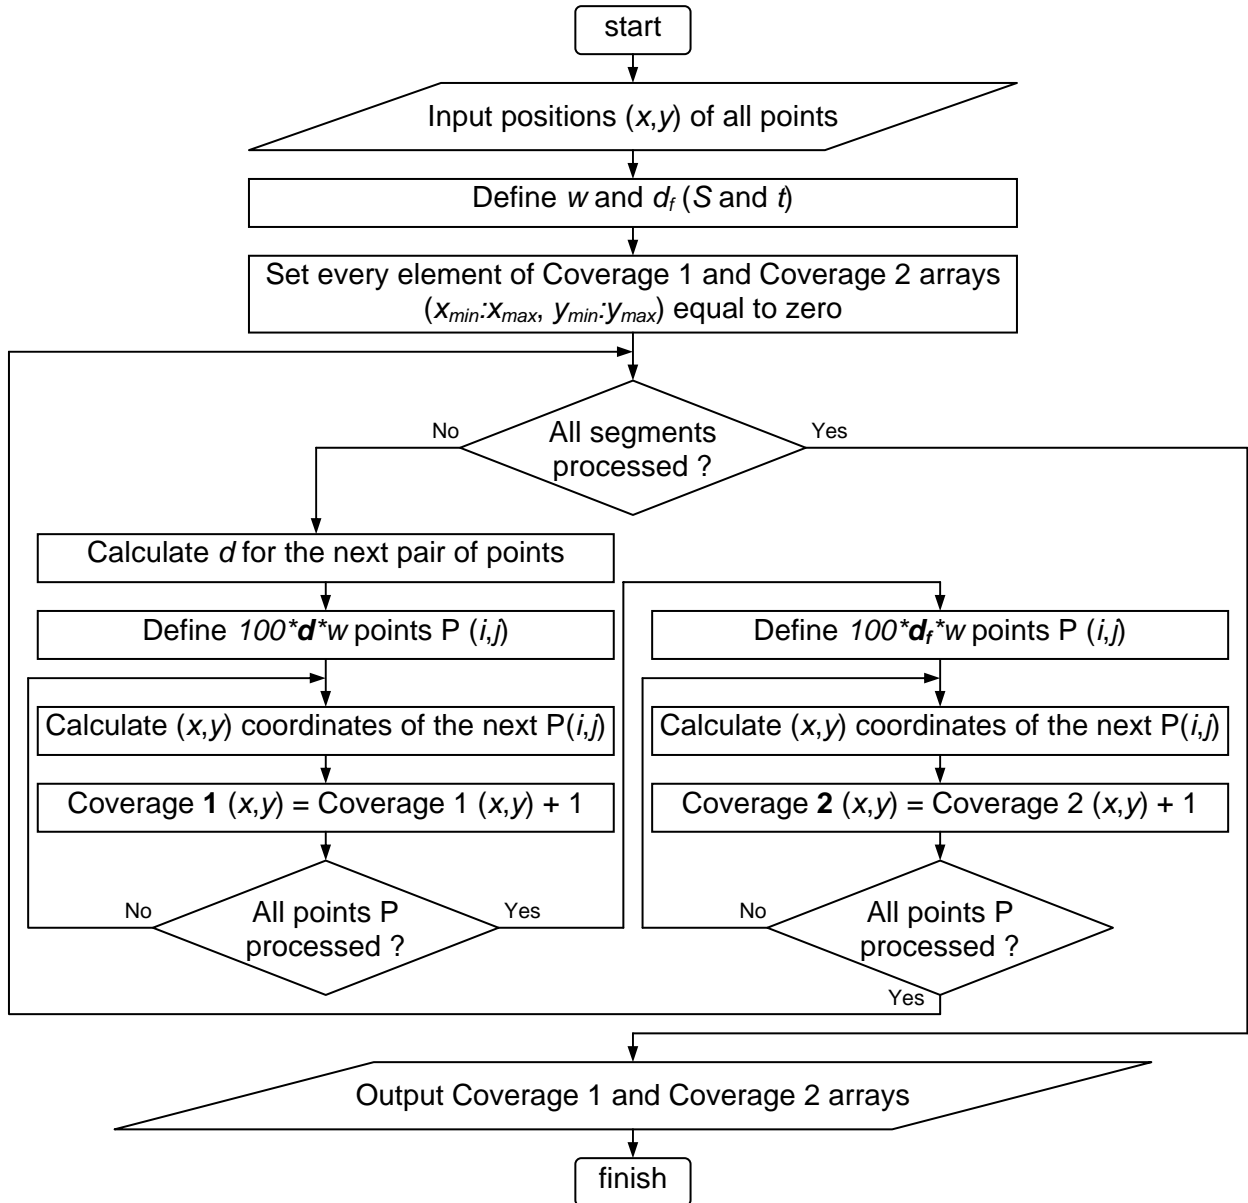 start
Input positions (x,y) of all points
Define w and df (S and t)
Set every element of Coverage 1 and Coverage 2 arrays
(xmin:xmax, ymin:ymax) equal to zero
No
All segments
processed ?
Yes
Calculate d for the next pair of points
Define 100*d*w points P (i,j)
Calculate (x,y) coordinates of the next P(i,j)
Coverage 1 (x,y) = Coverage 1 (x,y) + 1
No
All points P
processed ?
Yes
Define 100*df*w points P (i,j)
Calculate (x,y) coordinates of the next P(i,j)
Coverage 2 (x,y) = Coverage 2 (x,y) + 1
No
All points P
processed ?
Yes
Output Coverage 1 and Coverage 2 arrays
finish